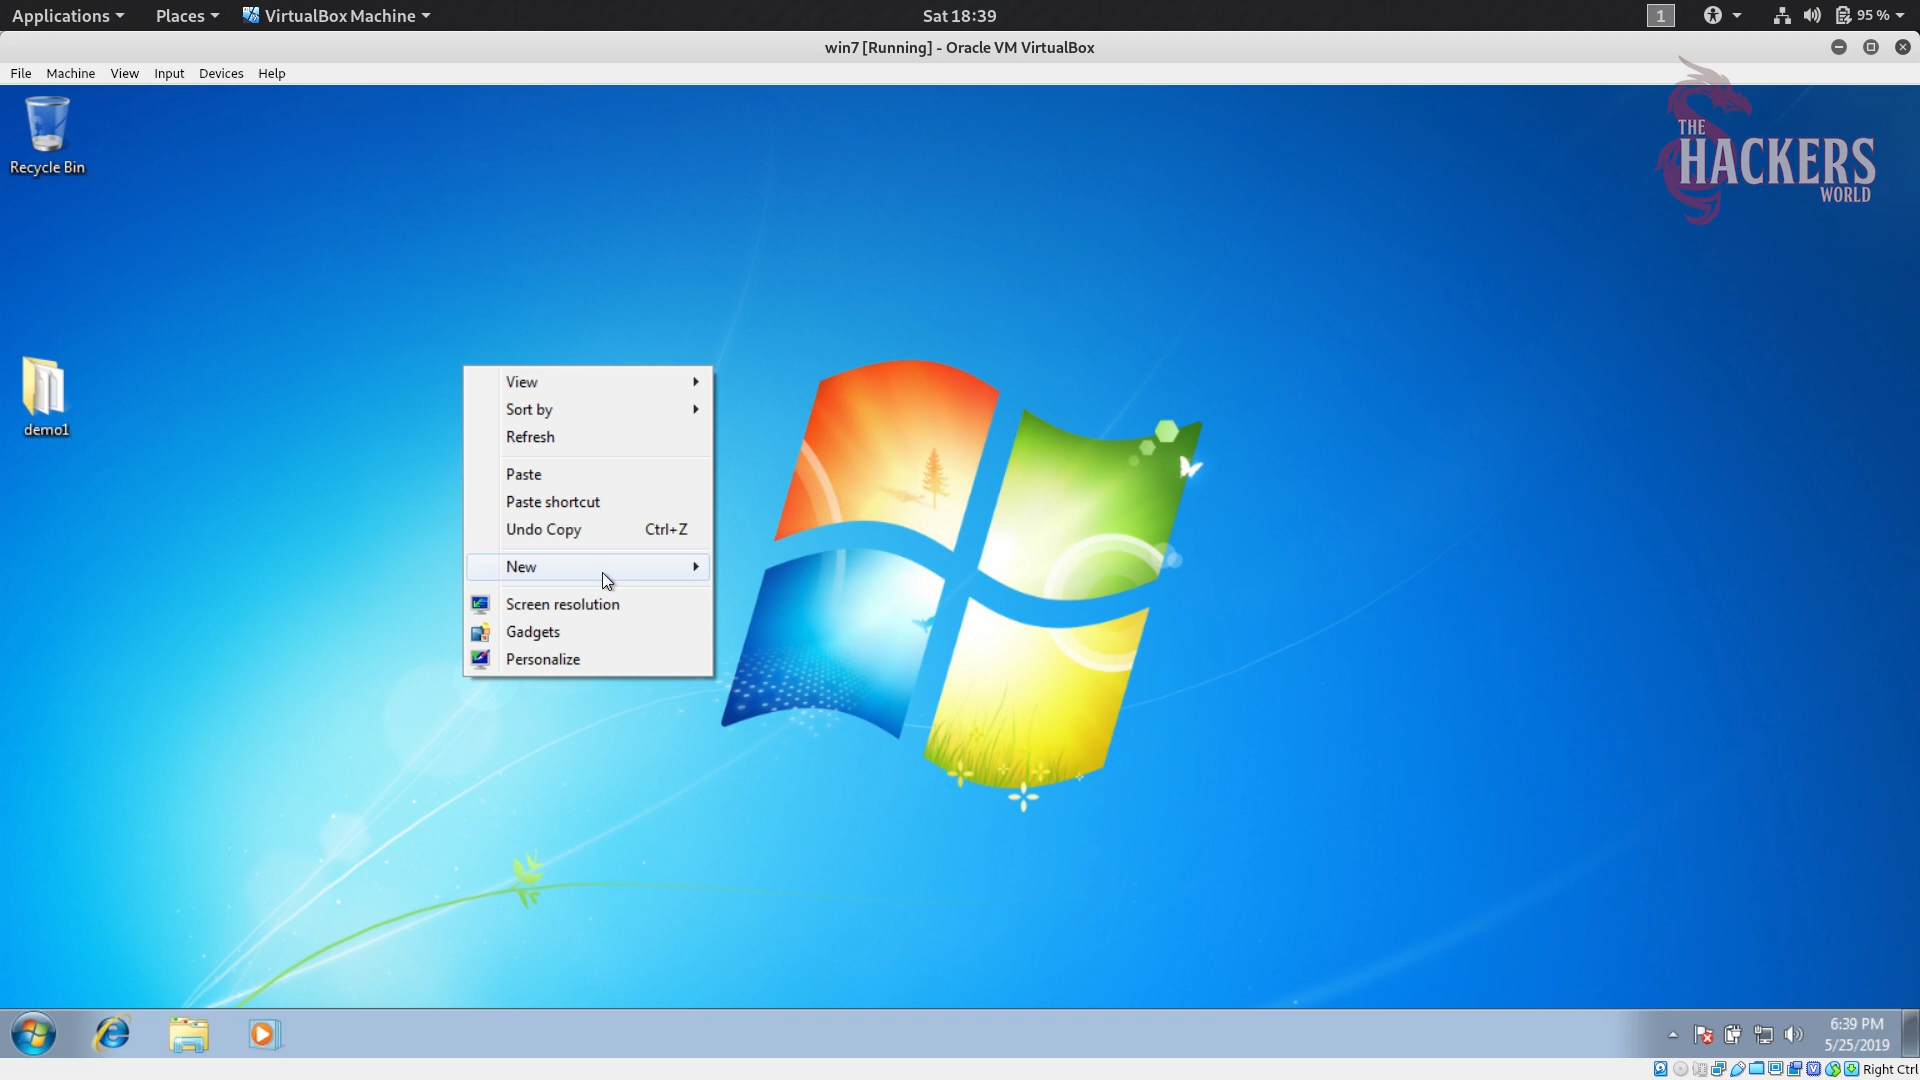 Applications Places VirtualBox Machine Sat 18:39 1 95 %
win7 [Running] - Oracle VM VirtualBox
File Machine View Input Devices Help
Recycle Bin
THE
HACKERS
WORLD
demo1
View
Sort by
Refresh
Paste
Paste shortcut
Undo Copy Ctrl+Z
New
Screen resolution
Gadgets
Personalize
6:39 PM
5/25/2019
Right Ctrl